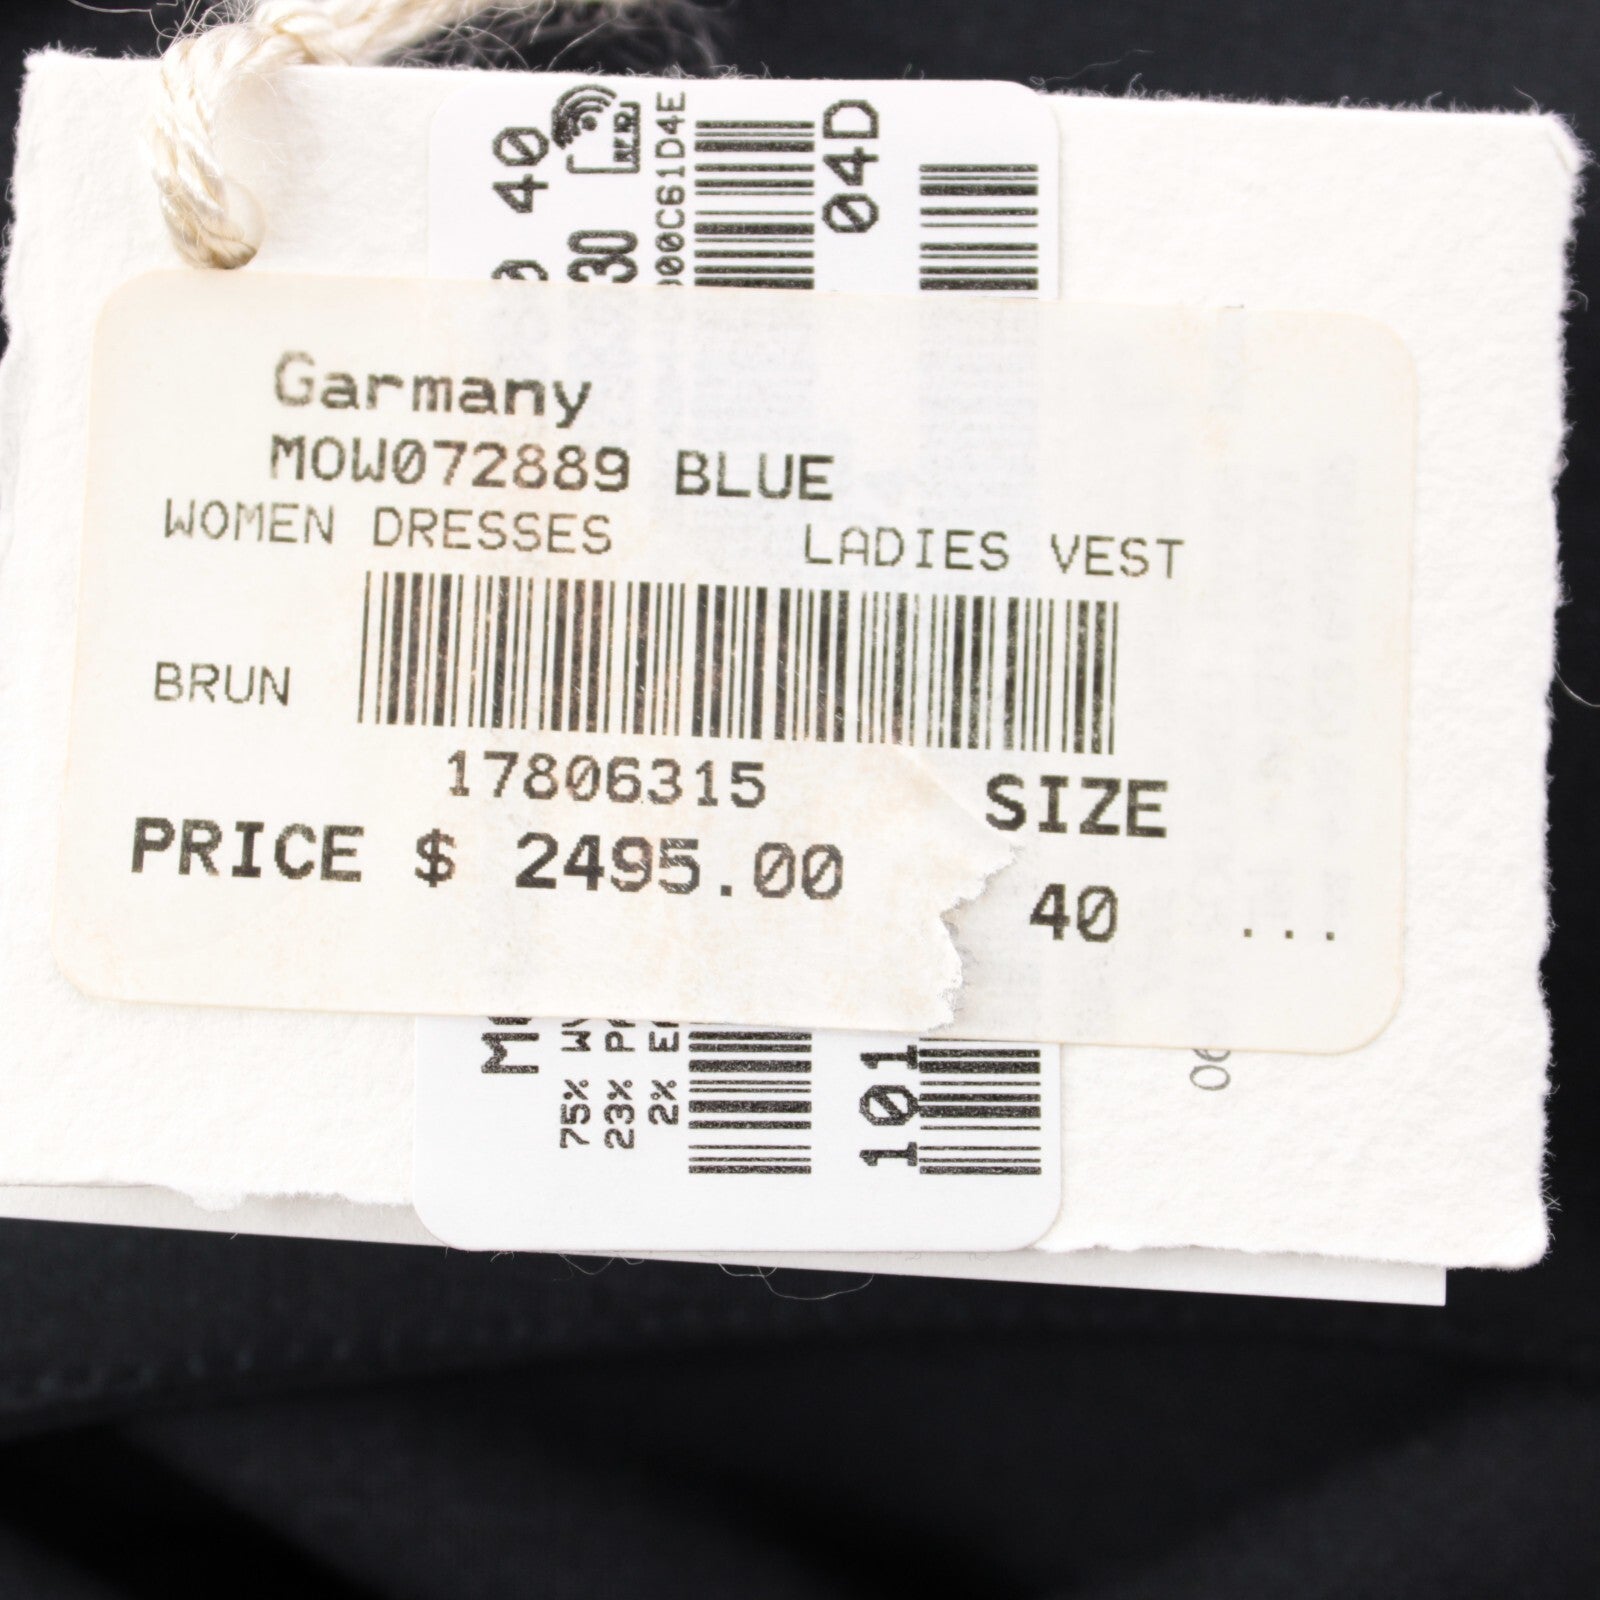 Garmany
MOW072889 BLUE
WOMEN DRESSES LADIES VEST
BRUN
17806315
PRICE $ 2495.00
SIZE
40
...
40
30
00C61D4E
04D
75%
23%
2%
101